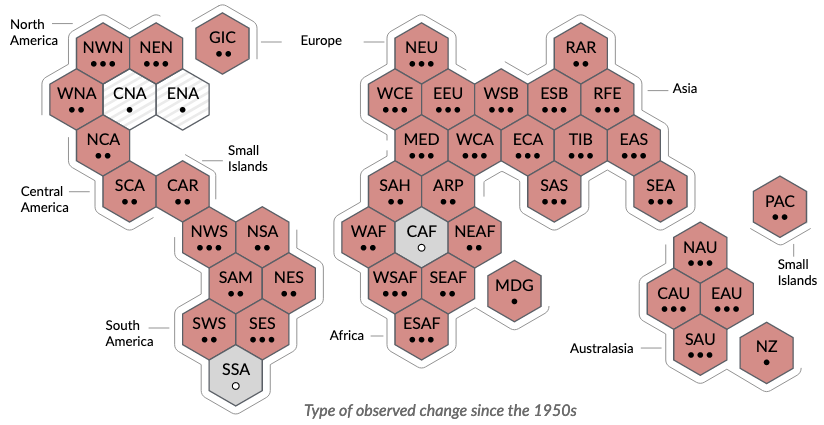 North
America
NWN
NEN
GIC
Europe
NEU
RAR
WNA
CNA
ENA
WCE
EEU
WSB
ESB
RFE
Asia
NCA
MED
WCA
ECA
TIB
EAS
Small
Islands
Central
America
SCA
CAR
SAH
ARP
SAS
SEA
PAC
NWS
NSA
WAF
CAF
NEAF
NAU
Small
Islands
SAM
NES
WSAF
SEAF
MDG
CAU
EAU
South
America
SWS
SES
Africa
ESAF
Australasia
SAU
NZ
SSA
Type of observed change since the 1950s